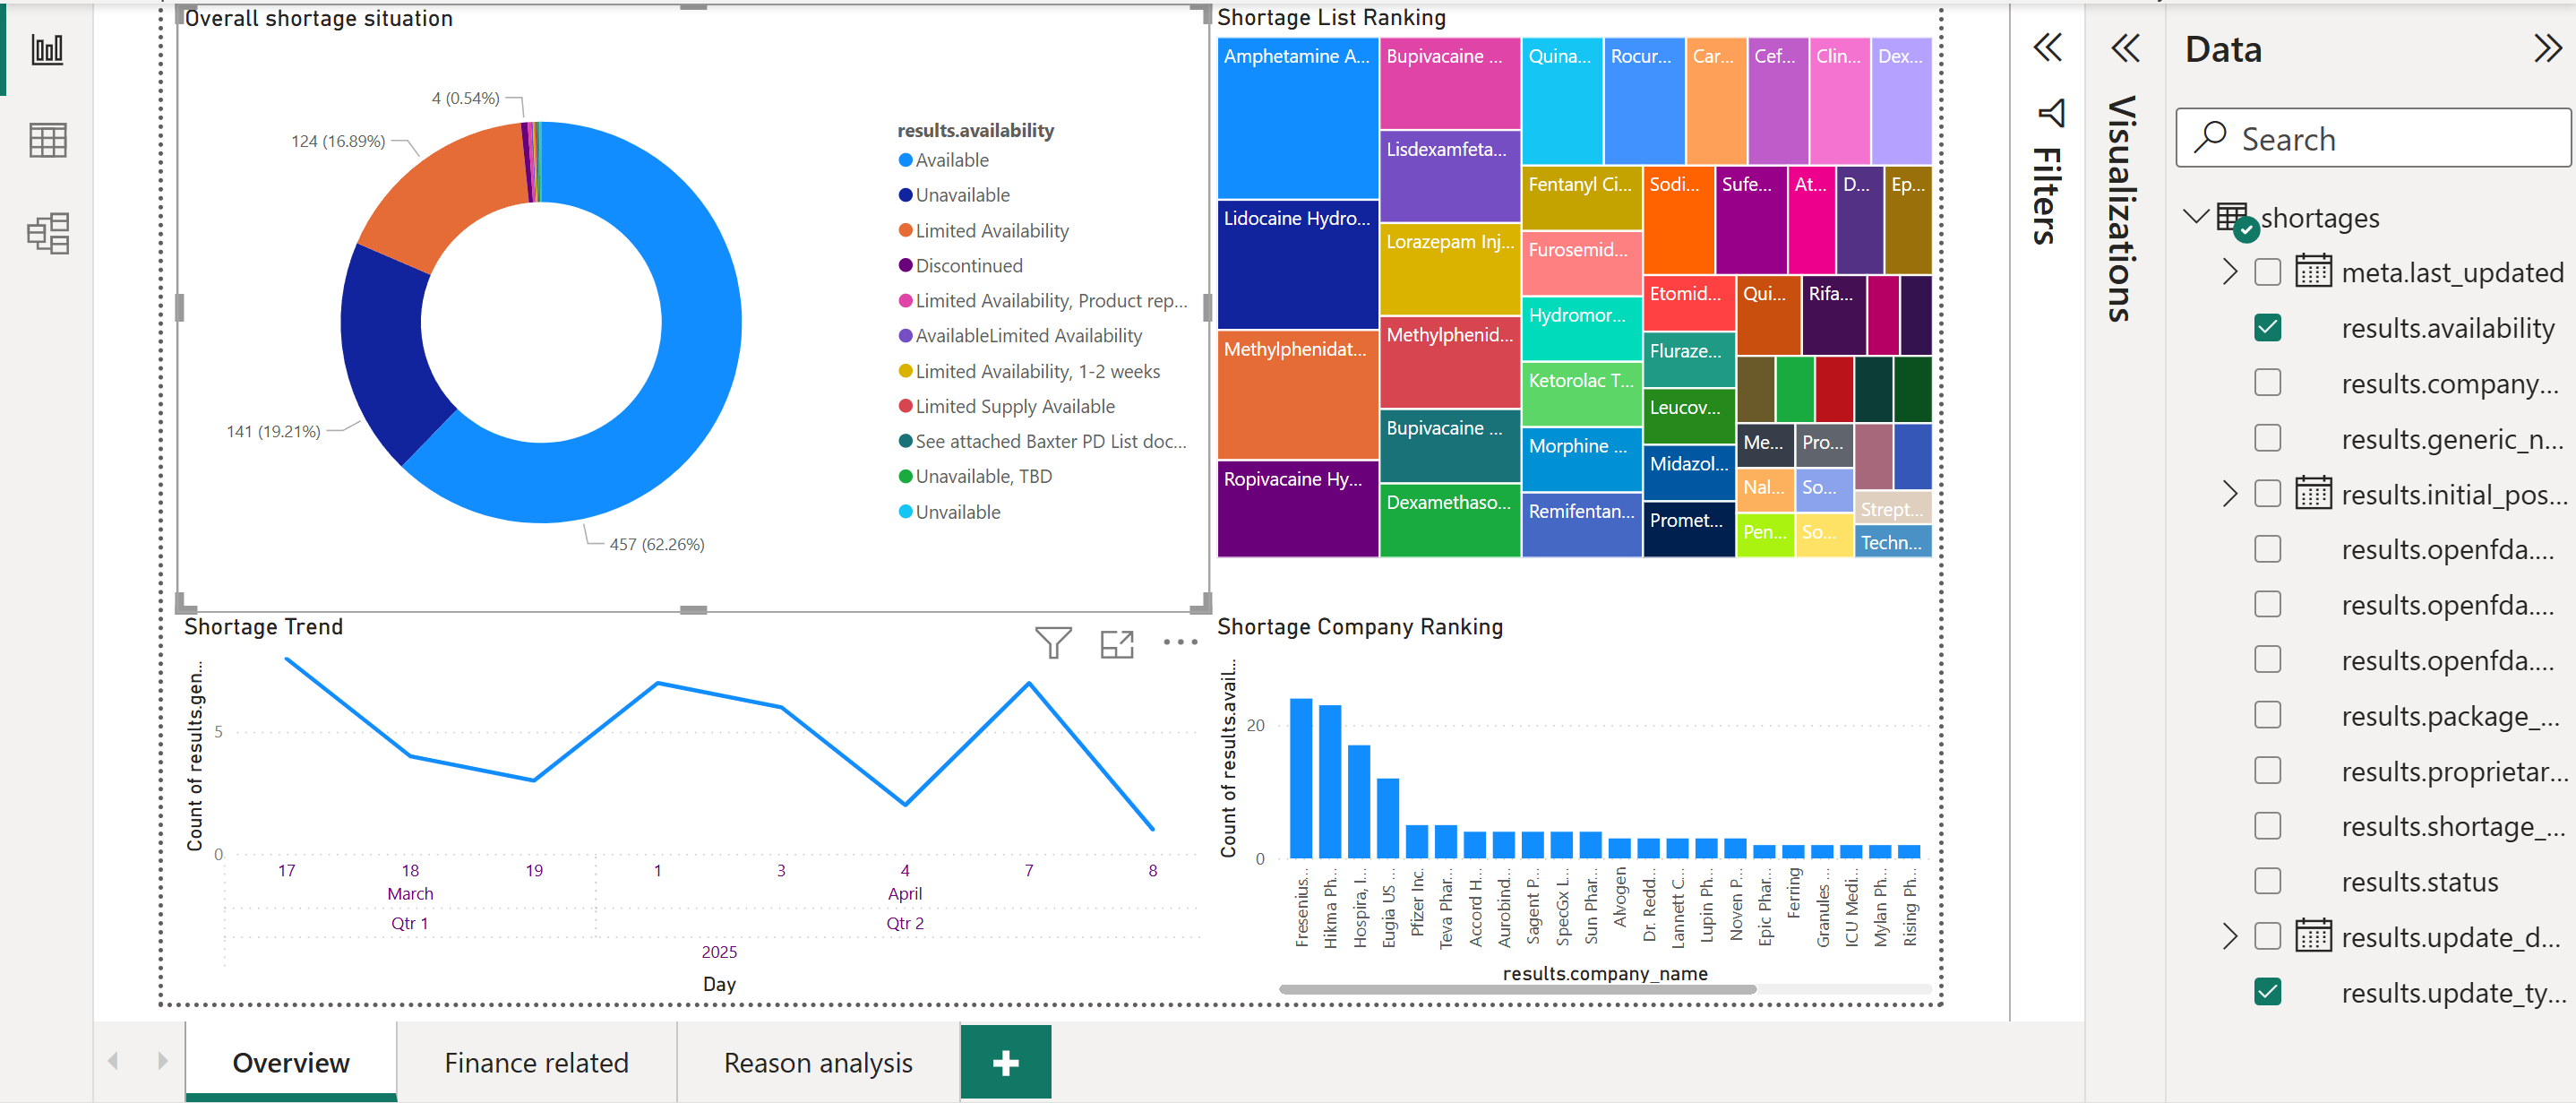 Overall shortage situation
4 (0.54%)
124 (16.89%)
141 (19.21%)
457 (62.26%)
results.availability
Available
Unavailable
Limited Availability
Discontinued
Limited Availability, Product rep...
AvailableLimited Availability
Limited Availability, 1-2 weeks
Limited Supply Available
See attached Baxter PD List doc...
Unavailable, TBD
Unvailable
Shortage List Ranking
Amphetamine A...
Lidocaine Hydro...
Methylphenidat...
Ropivacaine Hy...
Bupivacaine ...
Lisdexamfeta...
Lorazepam Inj...
Methylphenid...
Bupivacaine ...
Dexamethaso...
Quina...
Rocur...
Car...
Cef...
Clin...
Dex...
Fentanyl Ci...
Furosemid...
Hydromor...
Ketorolac T...
Morphine ...
Remifentan...
Sodi...
Sufe...
At...
D...
Ep...
Etomid...
Fluraze...
Leucov...
Midazol...
Promet...
Qui...
Rifa...
Me...
Pro...
Nal...
So...
Pen...
So...
Strept...
Techn...
Shortage Trend
Count of results.gen...
5
0
17
18
19
1
3
4
7
8
March
April
Qtr 1
Qtr 2
2025
Day
Shortage Company Ranking
Count of results.avail...
20
0
Fresenius...
Hikma Ph...
Hospira, I...
Eugia US ...
Pfizer Inc.
Teva Phar...
Accord H...
Aurobind...
Sagent P...
SpecGx L...
Sun Phar...
Alvogen
Dr. Redd...
Lannett C...
Lupin Ph...
Noven P...
Epic Phar...
Ferring
Granules ...
ICU Medi...
Mylan Ph...
Rising Ph...
results.company_name
Overview
Finance related
Reason analysis
Filters
Visualizations
Data
Search
shortages
meta.last_updated
results.availability
results.company...
results.generic_n...
results.initial_pos...
results.openfda....
results.openfda....
results.openfda....
results.package_...
results.proprietar...
results.shortage_...
results.status
results.update_d...
results.update_ty...